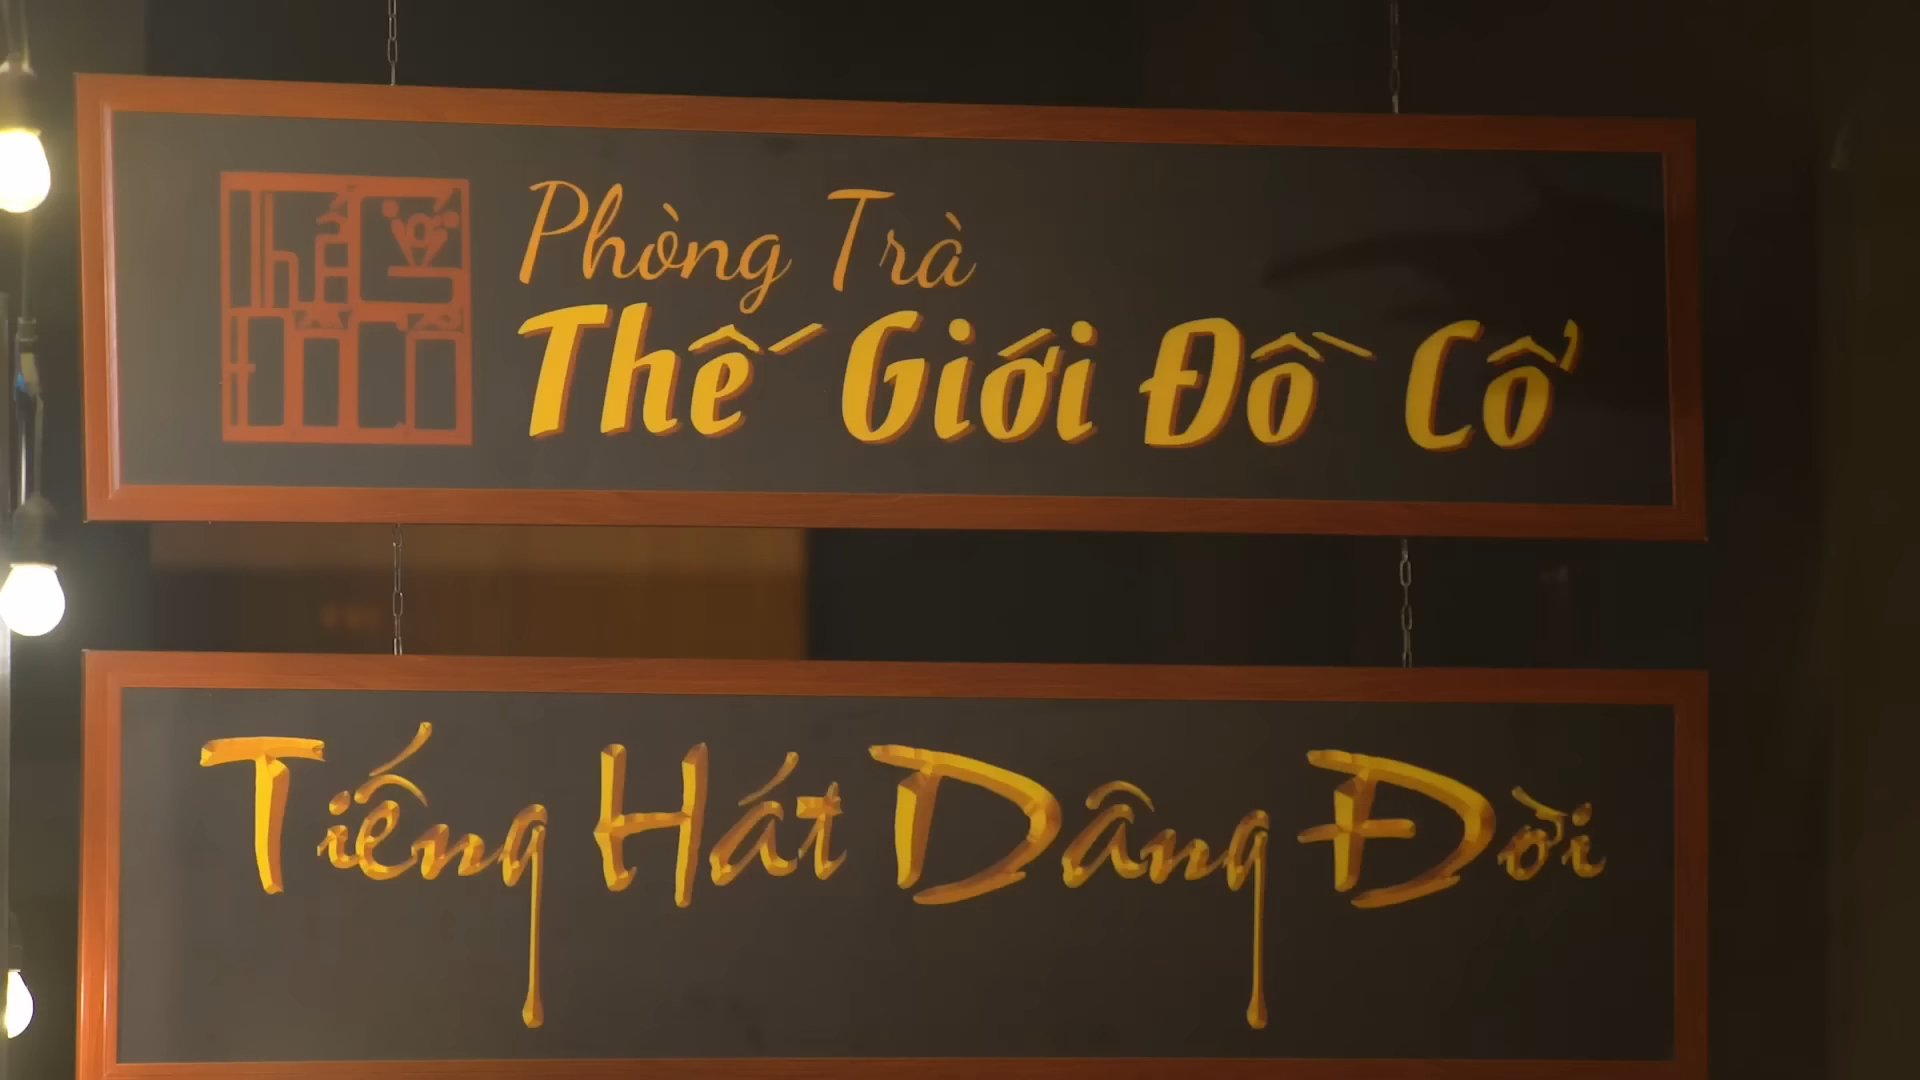 Phòng Trà
Thế Giới Đồ Cổ
Tiếng Hát Dâng Đời